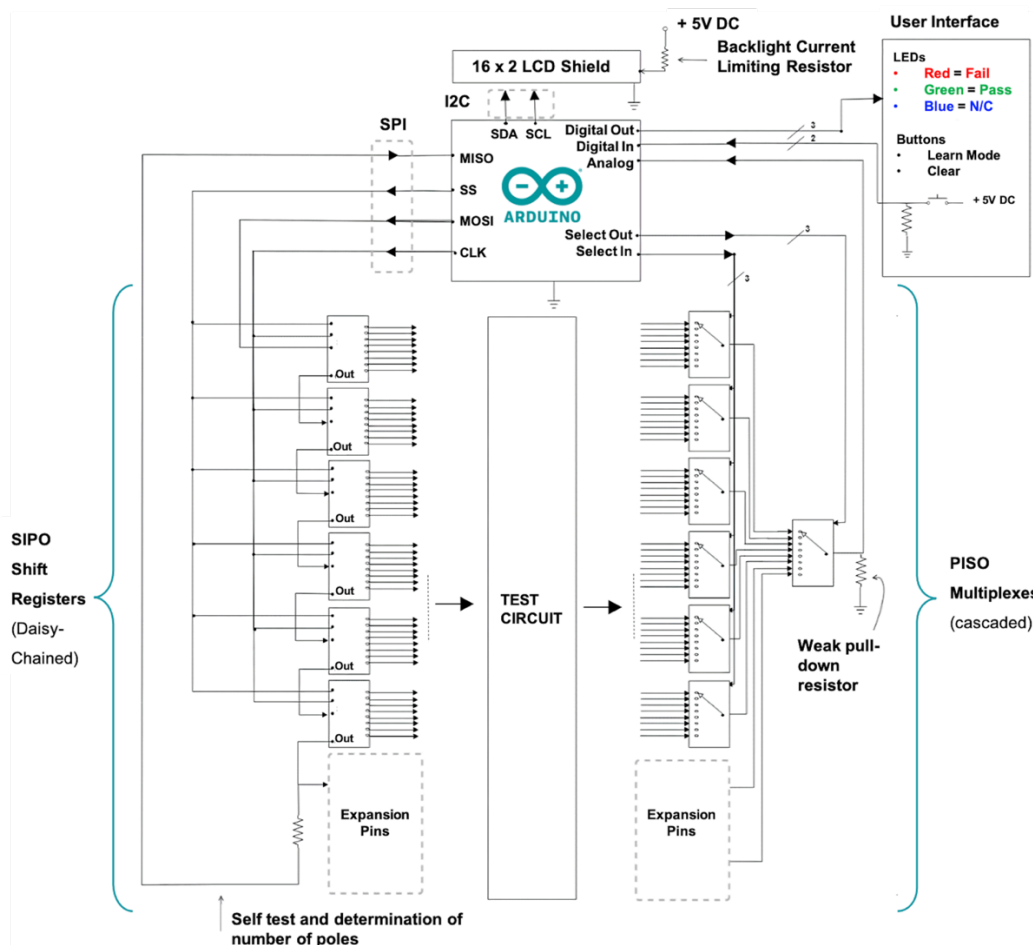 + 5V DC
User Interface
Backlight Current
Limiting Resistor
16 x 2 LCD Shield
LEDs
• Red = Fail
• Green = Pass
• Blue = N/C
I2C
SPI
SDA SCL
Digital Out
3
Digital In
2
Analog
MISO
SS
MOSI
CLK
ARDUINO
Buttons
• Learn Mode
• Clear
+ 5V DC
Select Out
3
Select In
3
Out
Out
Out
Out
Out
Out
SIPO
Shift
Registers
(Daisy-
Chained)
TEST
CIRCUIT
PISO
Multiplexes
(cascaded)
Weak pull-
down
resistor
Expansion
Pins
Expansion
Pins
Self test and determination of
number of poles